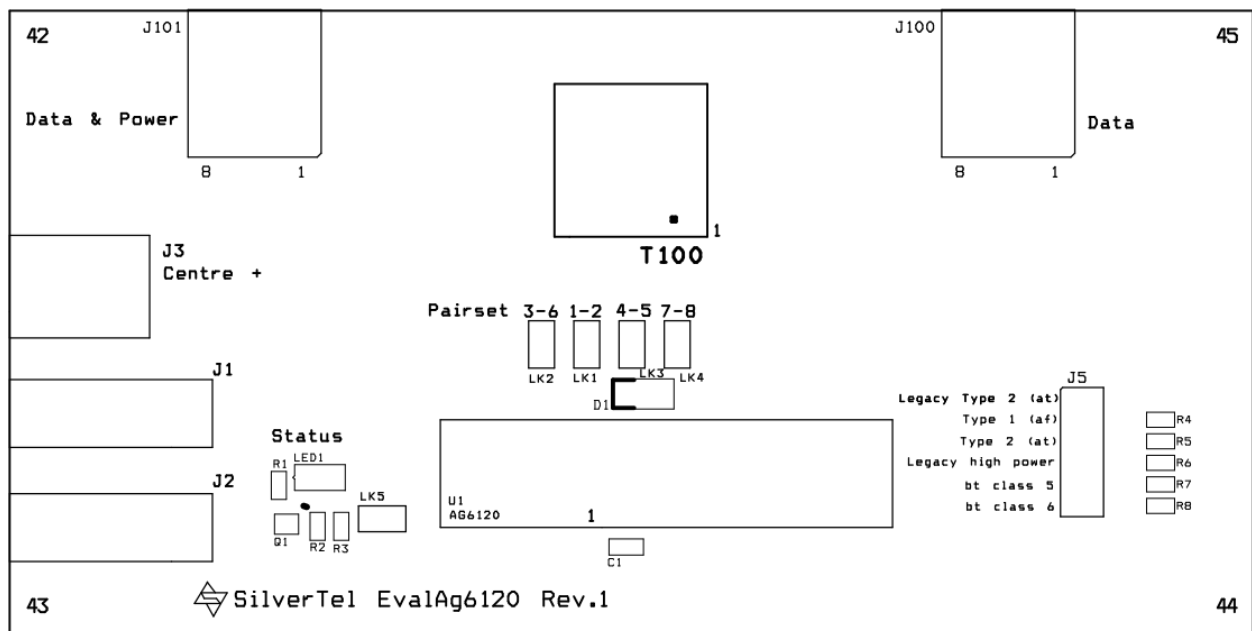 42
J101
J100
45
Data & Power
Data
8 1
8 1
1
T100
J3
Centre +
Pairset 3-6 1-2 4-5 7-8
LK2 LK1 LK3 LK4
D1
J1
J5
Legacy Type 2 (at)
Type 1 (af)
Type 2 (at)
Legacy high power
bt class 5
bt class 6
R4
R5
R6
R7
R8
Status
R1 LED1
J2
LK5
Q1 R2 R3
U1
AG6120
1
C1
43
SilverTel EvalAg6120 Rev.1
44